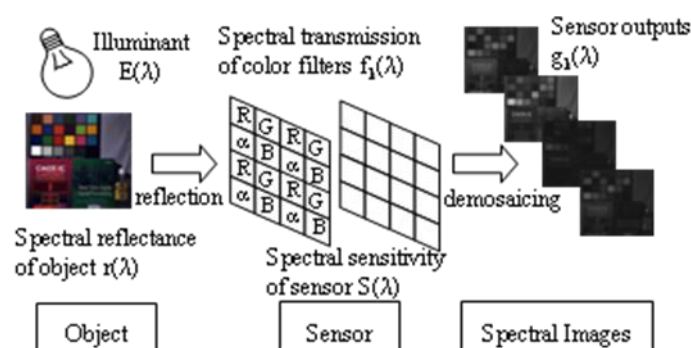 Illuminant
E(λ)
Spectral transmission
of color filters f₁(λ)
Sensor outputs
g₁(λ)
R G R G
α B α B
R G R G
α B α B
reflection
demosaicing
Spectral reflectance
of object r(λ)
Spectral sensitivity
of sensor S(λ)
Object
Sensor
Spectral Images